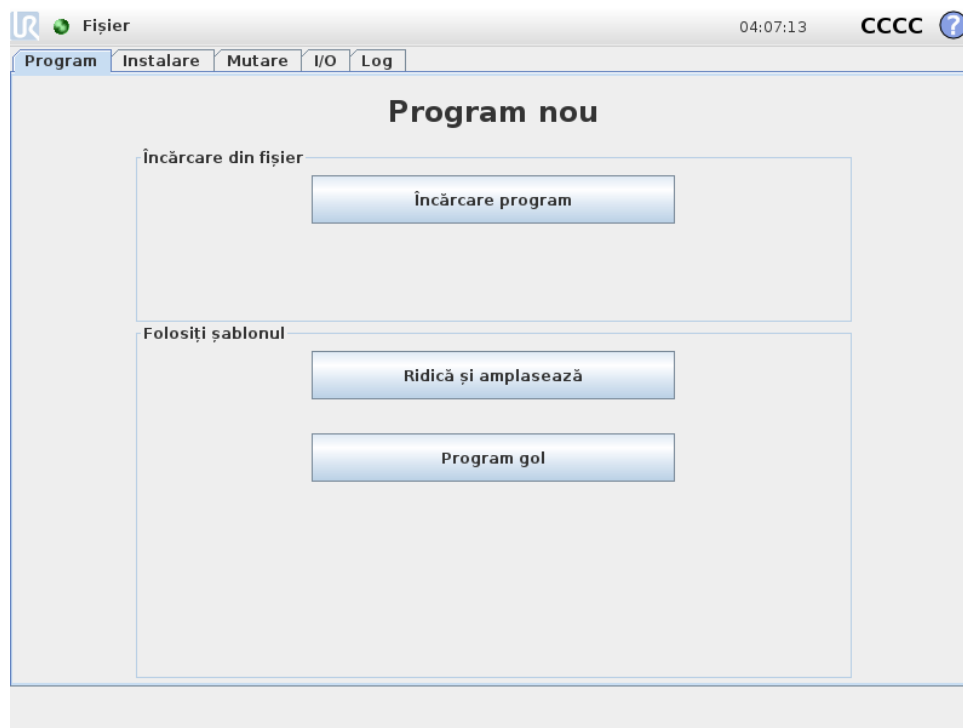 UR Fișier 04:07:13 CCCC ?
Program Instalare Mutare I/O Log
Program nou
Încărcare din fișier
Încărcare program
Folosiți șablonul
Ridică și amplasează
Program gol